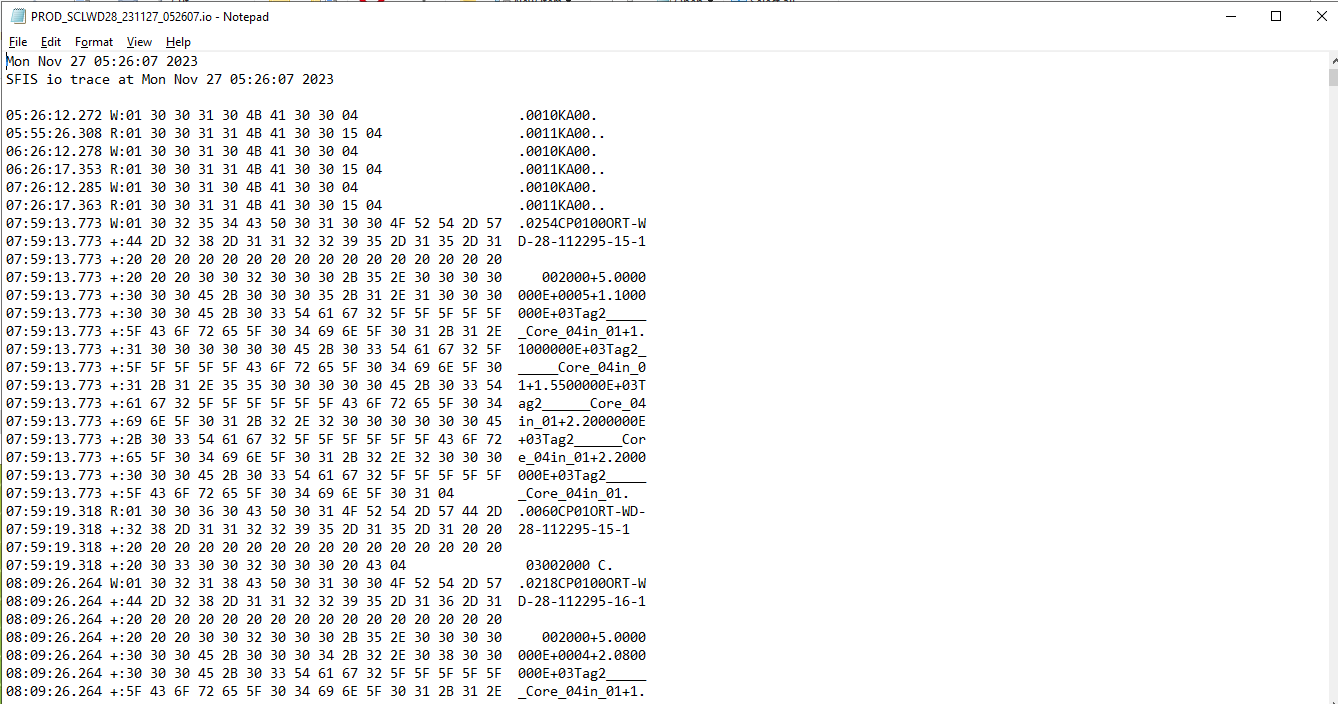 PROD_SCLWD28_231127_052607.io - Notepad
File Edit Format View Help
Mon Nov 27 05:26:07 2023
SFIS io trace at Mon Nov 27 05:26:07 2023
05:26:12.272 W:01 30 30 31 30 4B 41 30 30 04 .0010KA00.
05:55:26.308 R:01 30 30 31 31 4B 41 30 30 15 04 .0011KA00..
06:26:12.278 W:01 30 30 31 30 4B 41 30 30 04 .0010KA00.
06:26:17.353 R:01 30 30 31 31 4B 41 30 30 15 04 .0011KA00..
07:26:12.285 W:01 30 30 31 30 4B 41 30 30 04 .0010KA00.
07:26:17.363 R:01 30 30 31 31 4B 41 30 30 15 04 .0011KA00..
07:59:13.773 W:01 30 32 35 34 43 50 30 31 30 30 4F 52 54 2D 57 .0254CP0100ORT-W
07:59:13.773 +:44 2D 32 38 2D 31 31 32 32 39 35 2D 31 35 2D 31 D-28-112295-15-1
07:59:13.773 +:20 20 20 20 20 20 20 20 20 20 20 20 20 20 20 20
07:59:13.773 +:20 20 20 30 30 32 30 30 30 2B 35 2E 30 30 30 30 002000+5.0000
07:59:13.773 +:30 30 30 45 2B 30 30 30 35 2B 31 2E 31 30 30 30 000E+0005+1.1000
07:59:13.773 +:30 30 30 45 2B 30 33 54 61 67 32 5F 5F 5F 5F 5F 000E+03Tag2_____
07:59:13.773 +:5F 43 6F 72 65 5F 30 34 69 6E 5F 30 31 2B 31 2E _Core_04in_01+1.
07:59:13.773 +:31 30 30 30 30 30 30 45 2B 30 33 54 61 67 32 5F 1000000E+03Tag2_
07:59:13.773 +:5F 5F 5F 5F 5F 43 6F 72 65 5F 30 34 69 6E 5F 30 _____Core_04in_0
07:59:13.773 +:31 2B 31 2E 35 35 30 30 30 30 30 45 2B 30 33 54 1+1.5500000E+03T
07:59:13.773 +:61 67 32 5F 5F 5F 5F 5F 5F 43 6F 72 65 5F 30 34 ag2______Core_04
07:59:13.773 +:69 6E 5F 30 31 2B 32 2E 32 30 30 30 30 30 30 45 in_01+2.2000000E
07:59:13.773 +:2B 30 33 54 61 67 32 5F 5F 5F 5F 5F 5F 43 6F 72 +03Tag2______Cor
07:59:13.773 +:65 5F 30 34 69 6E 5F 30 31 2B 32 2E 32 30 30 30 e_04in_01+2.2000
07:59:13.773 +:30 30 30 45 2B 30 33 54 61 67 32 5F 5F 5F 5F 5F 000E+03Tag2_____
07:59:13.773 +:5F 43 6F 72 65 5F 30 34 69 6E 5F 30 31 04 _Core_04in_01.
07:59:19.318 R:01 30 30 36 30 43 50 30 31 4F 52 54 2D 57 44 2D .0060CP01ORT-WD-
07:59:19.318 +:32 38 2D 31 31 32 32 39 35 2D 31 35 2D 31 20 20 28-112295-15-1
07:59:19.318 +:20 20 20 20 20 20 20 20 20 20 20 20 20 20 20 20
07:59:19.318 +:20 30 33 30 30 32 30 30 30 20 43 04 03002000 C.
08:09:26.264 W:01 30 32 31 38 43 50 30 31 30 30 4F 52 54 2D 57 .0218CP0100ORT-W
08:09:26.264 +:44 2D 32 38 2D 31 31 32 32 39 35 2D 31 36 2D 31 D-28-112295-16-1
08:09:26.264 +:20 20 20 20 20 20 20 20 20 20 20 20 20 20 20 20
08:09:26.264 +:20 20 20 30 30 32 30 30 30 2B 35 2E 30 30 30 30 002000+5.0000
08:09:26.264 +:30 30 30 45 2B 30 30 30 34 2B 32 2E 30 38 30 30 000E+0004+2.0800
08:09:26.264 +:30 30 30 45 2B 30 33 54 61 67 32 5F 5F 5F 5F 5F 000E+03Tag2_____
08:09:26.264 +:5F 43 6F 72 65 5F 30 34 69 6E 5F 30 31 2B 31 2E _Core_04in_01+1.